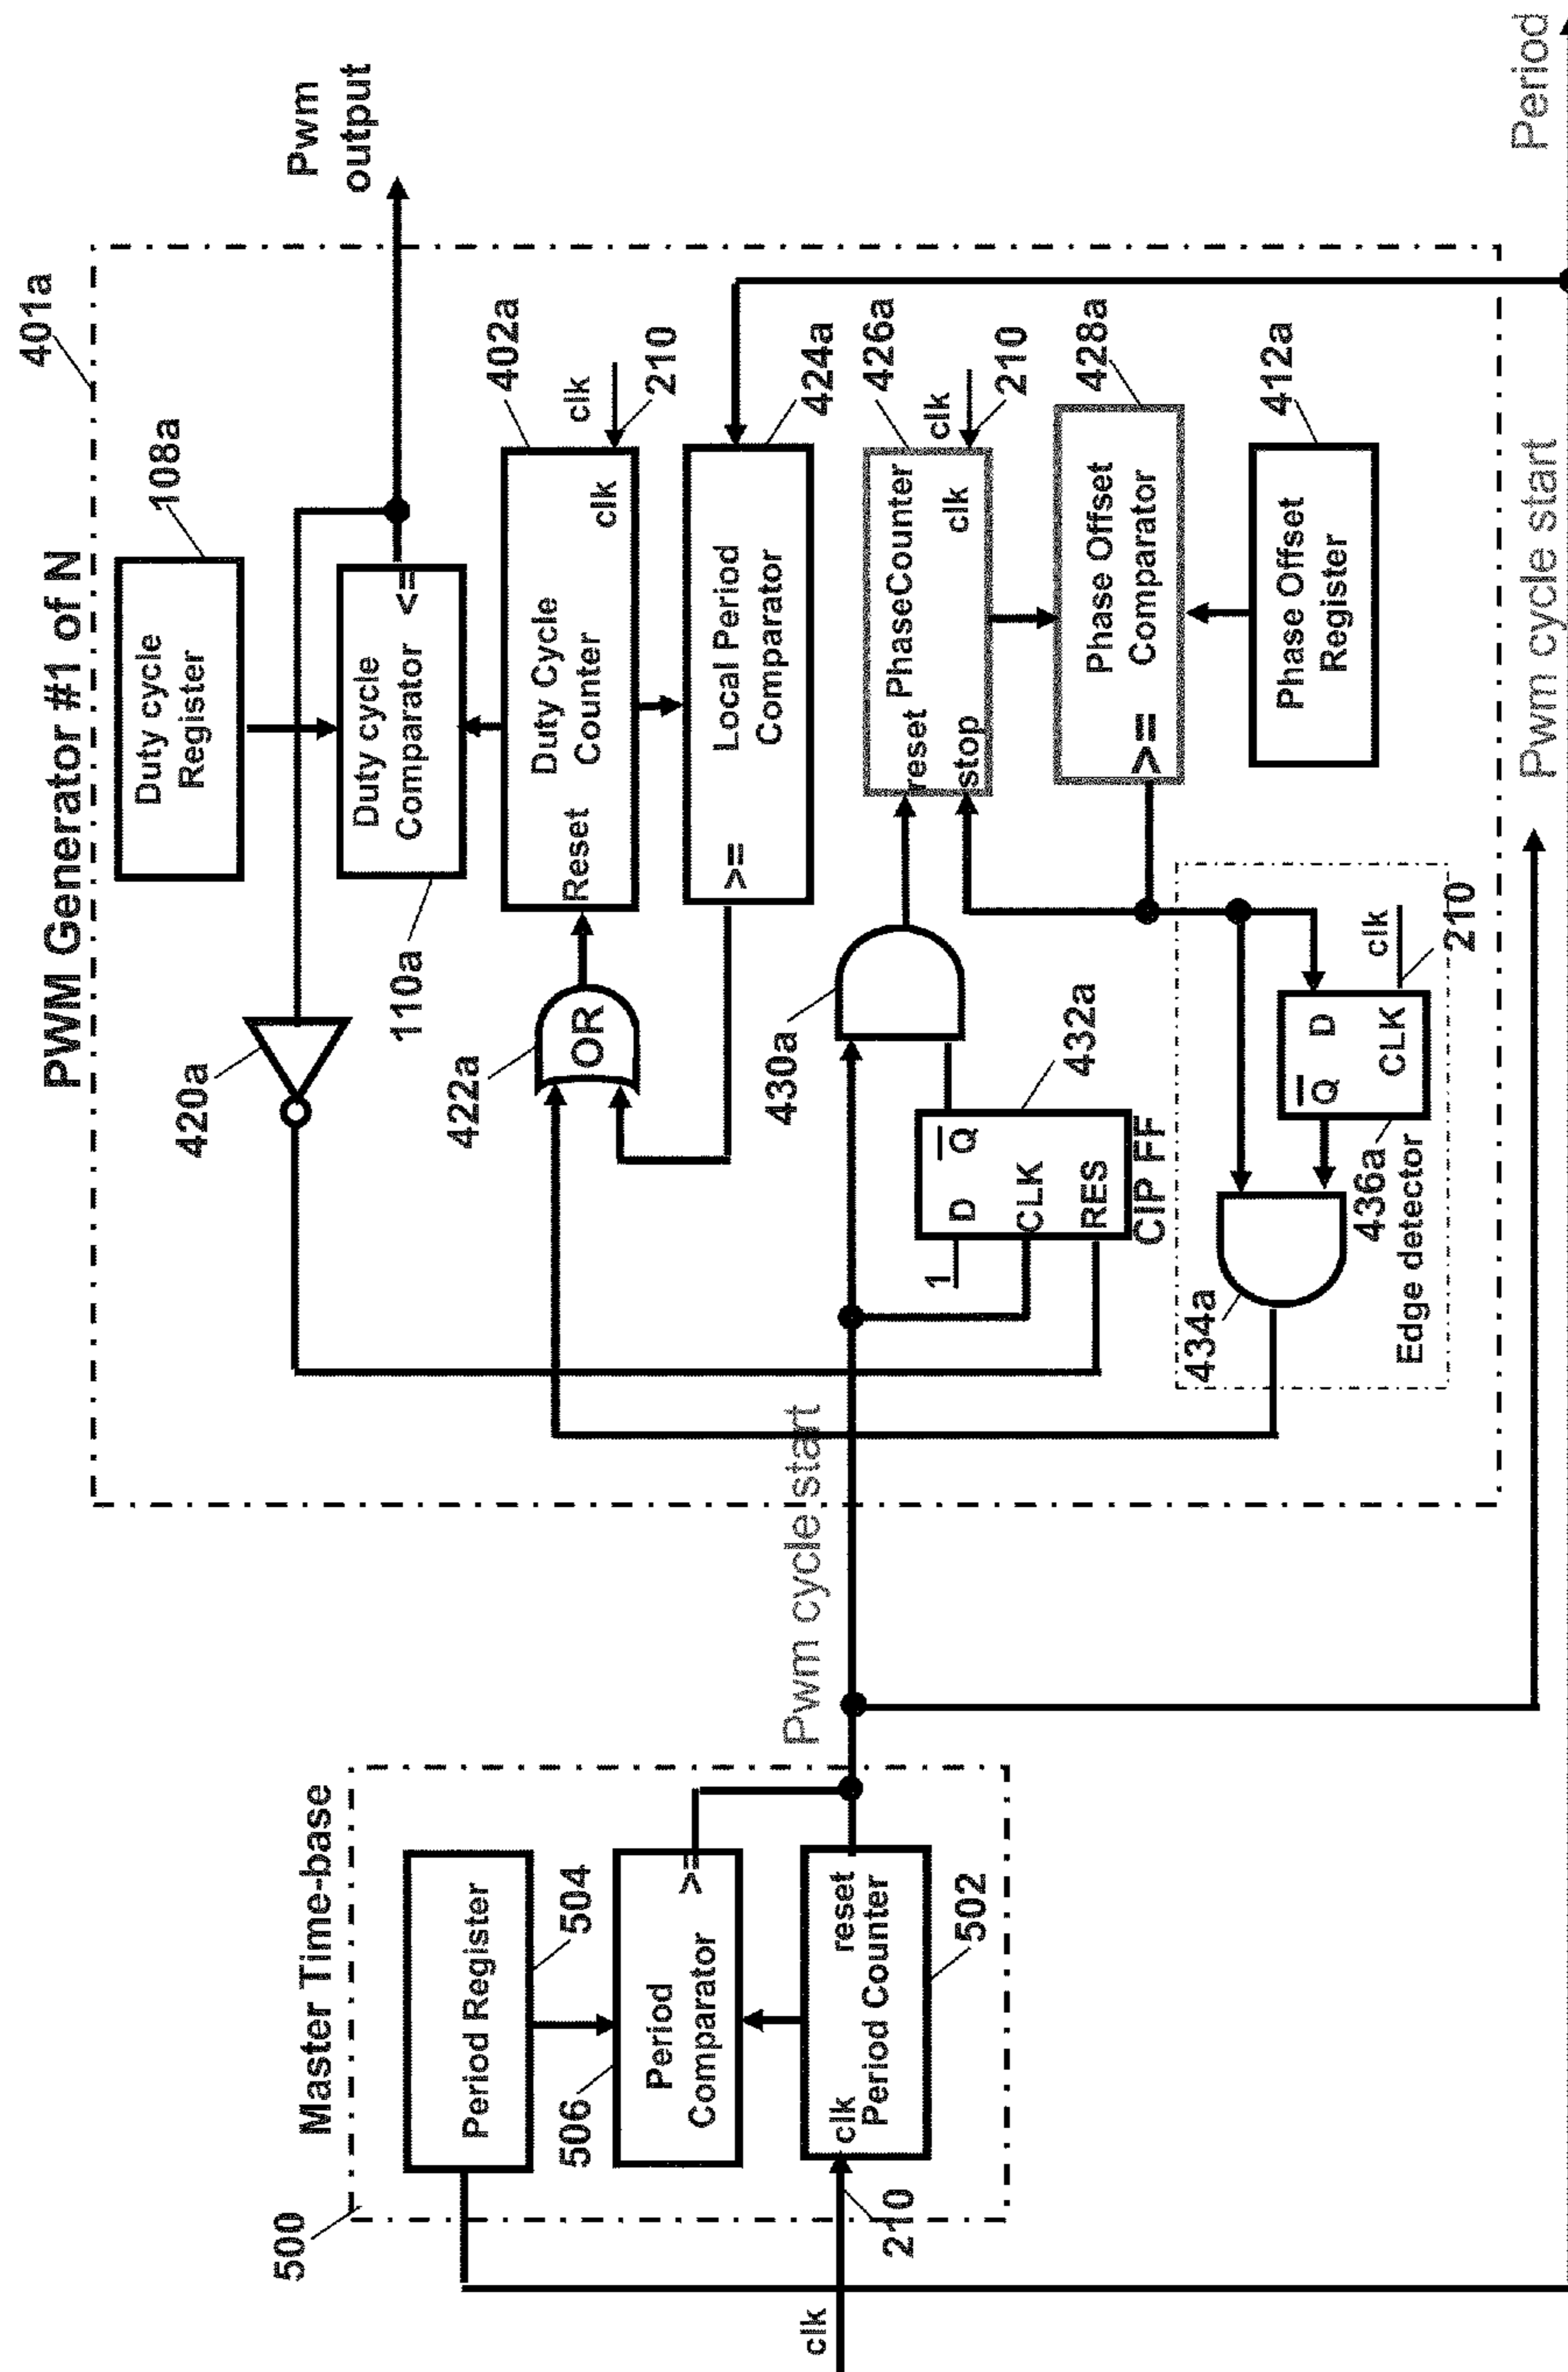 PWM Generator #1 of N
401a
Duty cycle
Register
108a
420a
Duty cycle
Comparator
<=
110a
Pwm
output
422a
OR
Reset
Duty Cycle
Counter
clk
402a
clk
210
>=
Local Period
Comparator
424a
430a
reset
PhaseCounter
stop
clk
426a
clk
210
1
D
Q
CLK
RES
432a
CIP FF
>=
Phase Offset
Comparator
428a
Phase Offset
Register
412a
434a
Q
D
CLK
436a
clk
210
Edge detector
Master Time-base
500
Period Register
504
506
Period
Comparator
>=
clk
reset
Period Counter
502
clk
210
Pwm cycle start
Pwm cycle start
Period